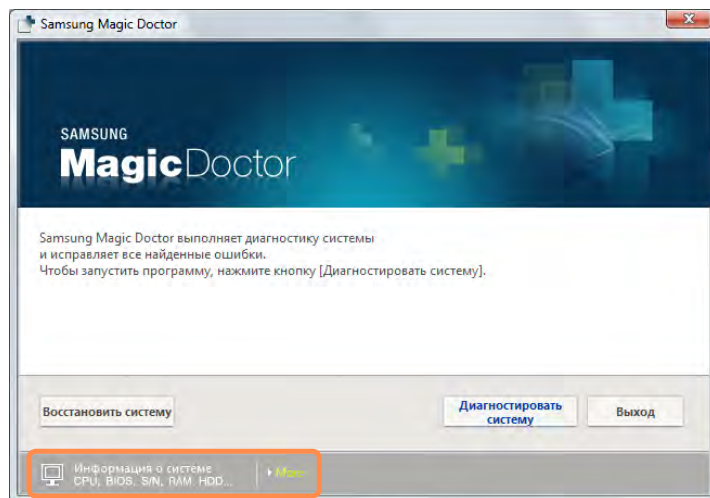 Samsung Magic Doctor
SAMSUNG
MagicDoctor
Samsung Magic Doctor выполняет диагностику системы
и исправляет все найденные ошибки.
Чтобы запустить программу, нажмите кнопку [Диагностировать систему].
Восстановить систему
Диагностировать
систему
Выход
Информация о системе
CPU, BIOS, S/N, RAM, HDD...
More